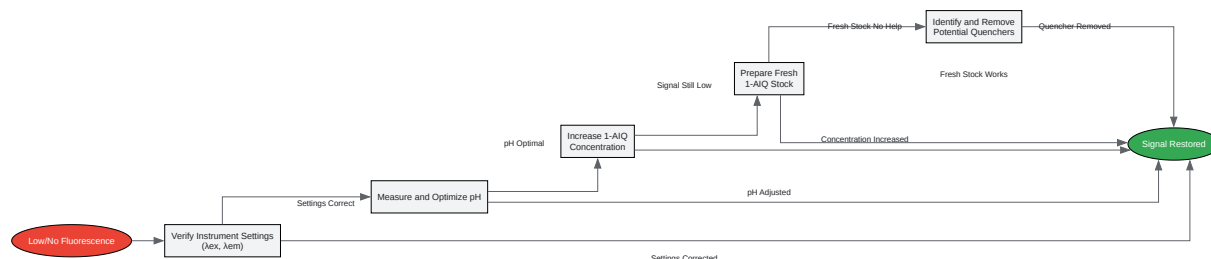 Fresh Stock No Help
Identify and Remove
Potential Quenchers
Quencher Removed
Prepare Fresh
1-AIQ Stock
Fresh Stock Works
Signal Still Low
Increase 1-AIQ
Concentration
pH Optimal
Concentration Increased
Signal Restored
Measure and Optimize pH
pH Adjusted
Settings Correct
Low/No Fluorescence
Verify Instrument Settings
(λex, λem)
Settings Corrected